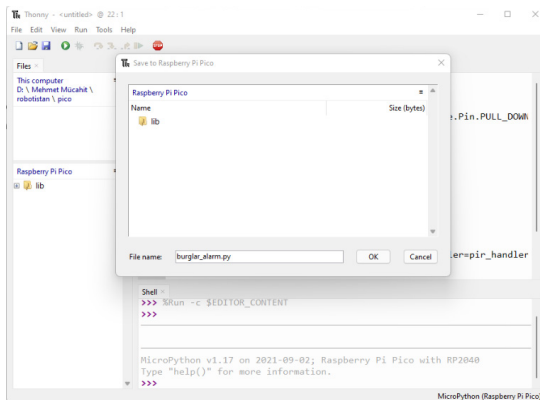 Thonny - <untitled> @ 22 : 1
File Edit View Run Tools Help
Files
This computer
D: \ Mehmet Mücahit \
robotistan \ pico
Raspberry Pi Pico
lib
Save to Raspberry Pi Pico
Raspberry Pi Pico
Name Size (bytes)
lib
File name: burglar_alarm.py OK Cancel
.Pin.PULL_DOWN
ler=pir_handler
Shell
>>> %Run -c $EDITOR_CONTENT
>>>
MicroPython v1.17 on 2021-09-02; Raspberry Pi Pico with RP2040
Type "help()" for more information.
>>>
MicroPython (Raspberry Pi Pico)